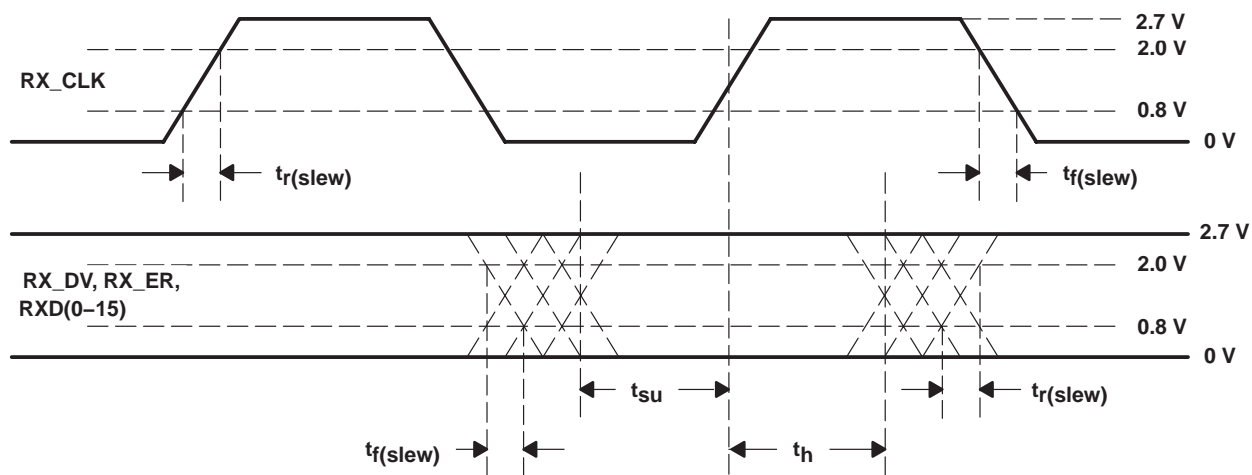 2.7 V
2.0 V
RX_CLK
0.8 V
0 V
tr(slew)
tf(slew)
2.7 V
2.0 V
RX_DV, RX_ER,
RXD(0–15)
0.8 V
0 V
tsu
tr(slew)
tf(slew)
th